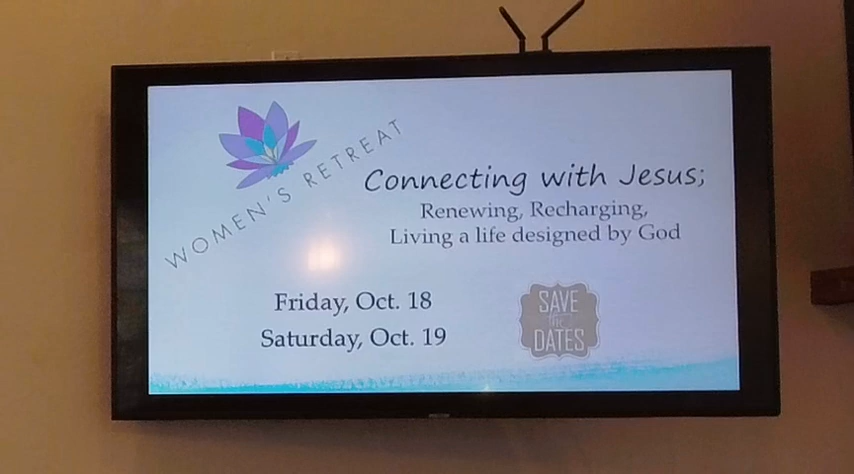 WOMEN'S RETREAT
Connecting with Jesus;
Renewing, Recharging,
Living a life designed by God
Friday, Oct. 18
Saturday, Oct. 19
SAVE
the
DATES